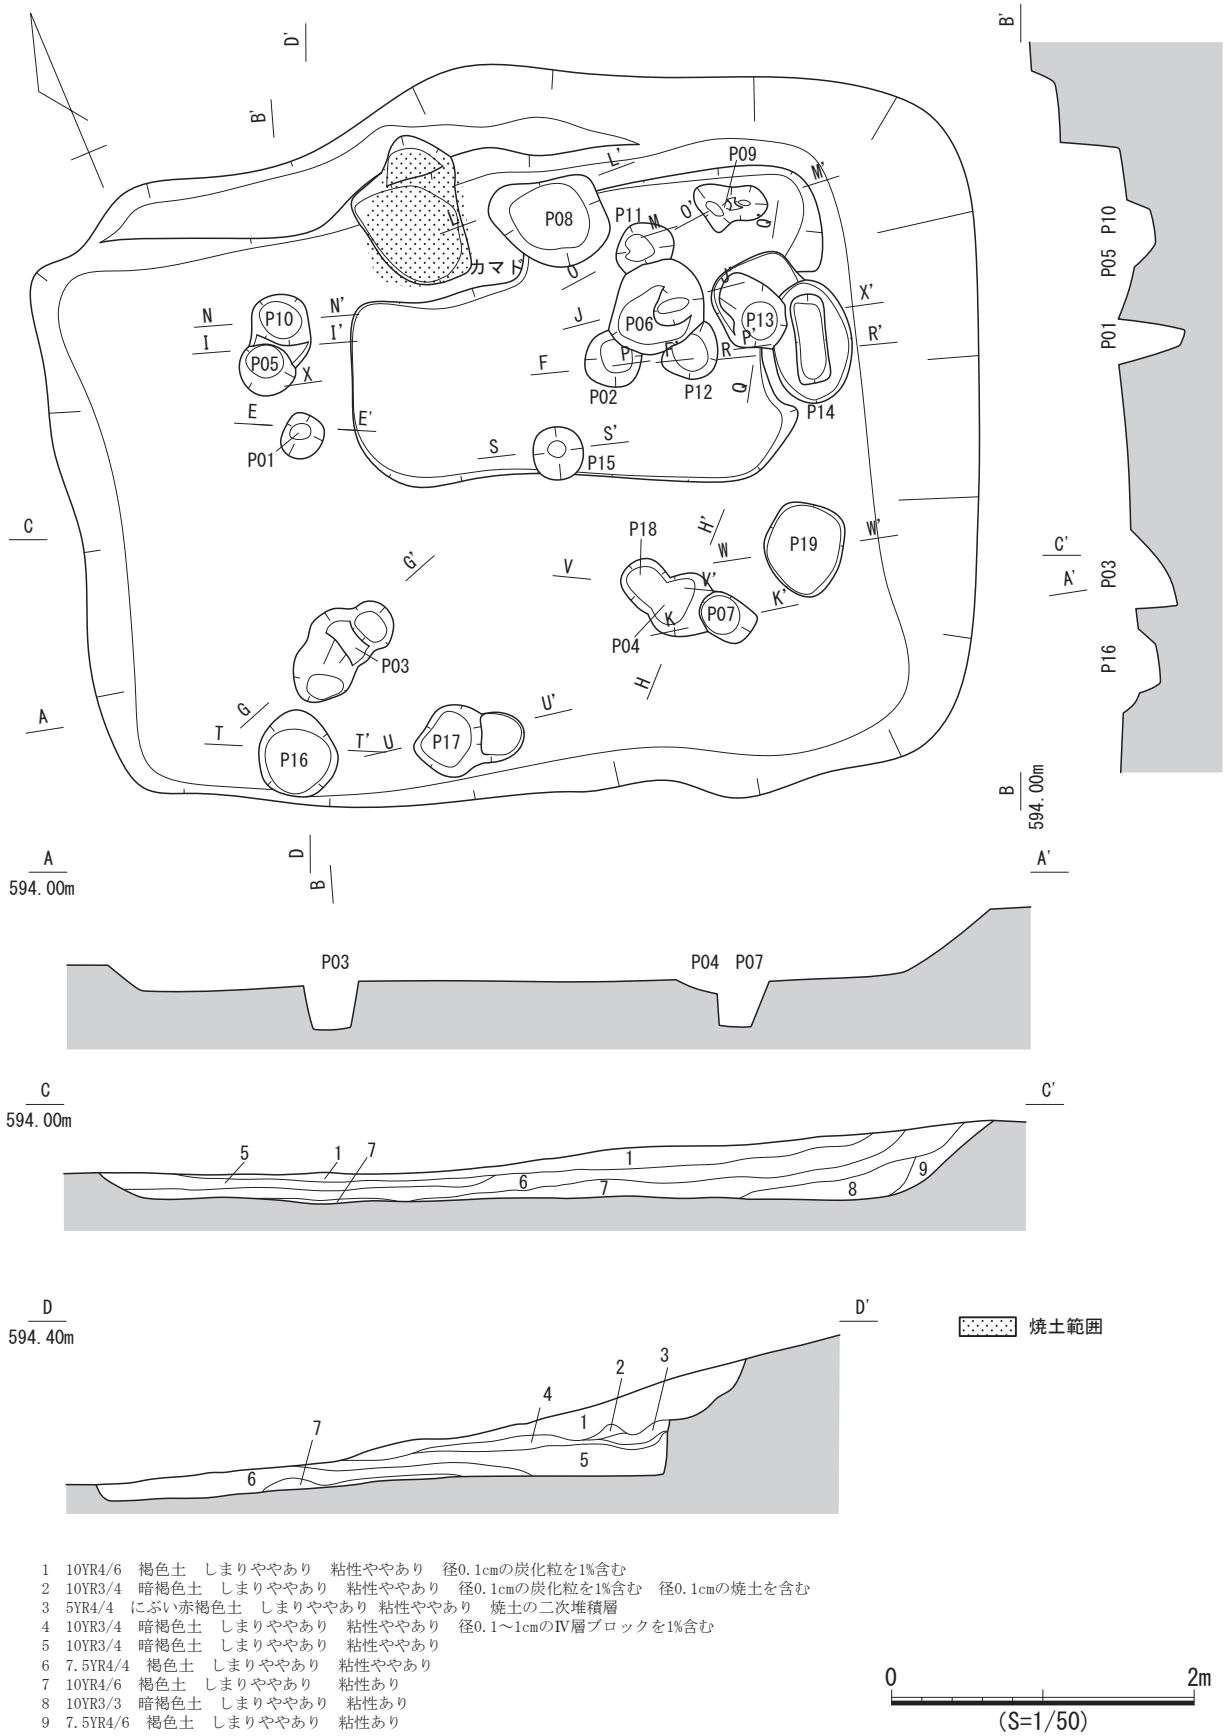 D'
B'
B'
L'
P09
M'
P08
P11
M
O'
Q'
L
カマド
O
P10
P05
P01
N
P10
N'
I
I'
P05
X
J
J'
P06
P13
X'
P'
R'
F
P
F'
R
P02
P12
Q
P14
E
E'
P01
S
S'
P15
C
G'
P18
H'
W
P19
W'
V
V'
K'
K
P07
P04
H
P03
C'
A'
P03
P16
A
G
T
T'
U
U'
P16
P17
B
594.00m
D
B
A
594.00m
A'
P03
P04 P07
C
594.00m
C'
5
1
7
1
6
7
8
9
D
594.40m
D'
焼土範囲
7
4
2
3
1
5
6
1 10YR4/6 褐色土 しまりややあり 粘性ややあり 径0.1cmの炭化粒を1%含む
2 10YR3/4 暗褐色土 しまりややあり 粘性ややあり 径0.1cmの炭化粒を1%含む 径0.1cmの焼土を含む
3 5YR4/4 にぶい赤褐色土 しまりややあり 粘性ややあり 焼土の二次堆積層
4 10YR3/4 暗褐色土 しまりややあり 粘性ややあり 径0.1～1cmのⅣ層ブロックを1%含む
5 10YR3/4 暗褐色土 しまりややあり 粘性ややあり
6 7.5YR4/4 褐色土 しまりややあり 粘性ややあり
7 10YR4/6 褐色土 しまりややあり 粘性あり
8 10YR3/3 暗褐色土 しまりややあり 粘性あり
9 7.5YR4/6 褐色土 しまりややあり 粘性あり
0 2m
(S=1/50)